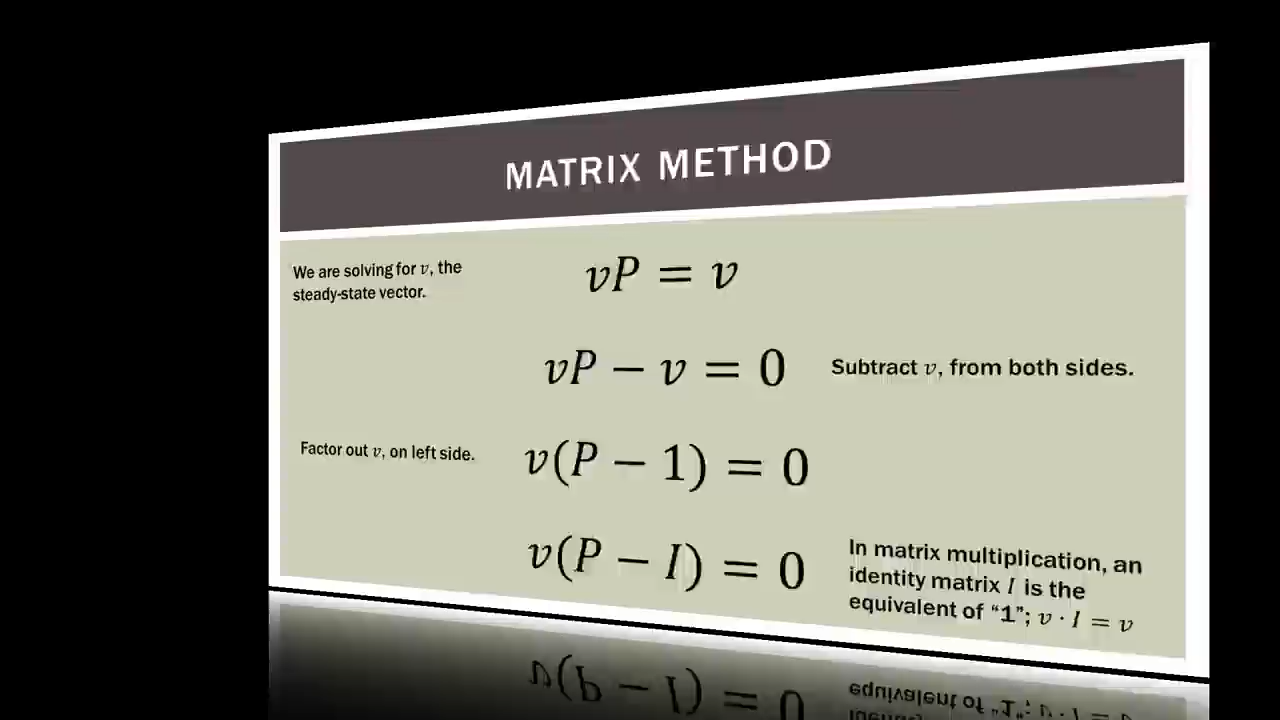 MATRIX METHOD
We are solving for v, the
steady-state vector.
vP = v
vP − v = 0
Subtract v, from both sides.
Factor out v, on left side.
v(P − 1) = 0
v(P − I) = 0
In matrix multiplication, an
identity matrix I is the
equivalent of “1”; v · I = v